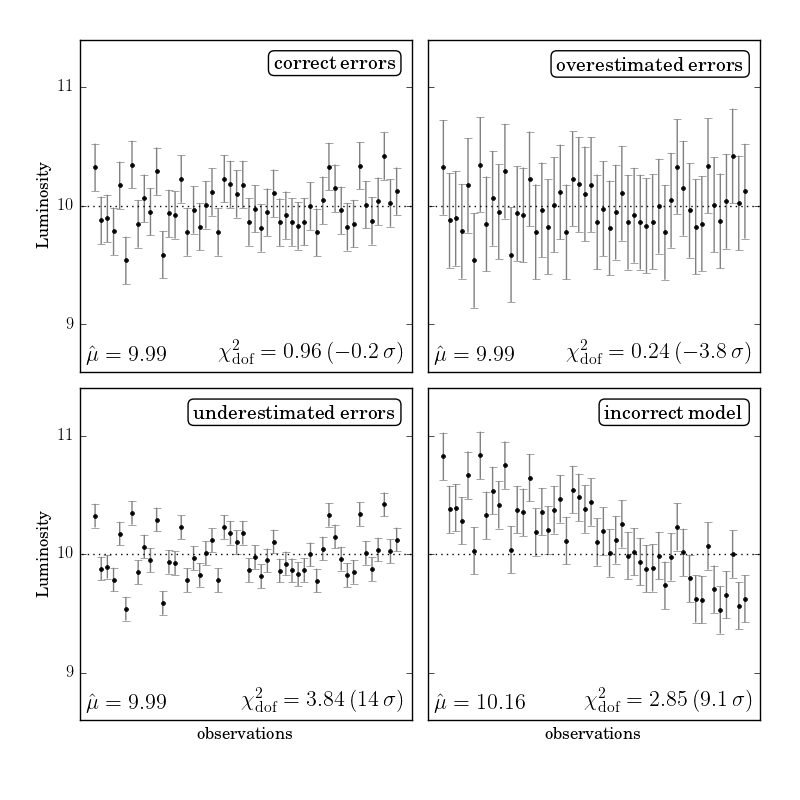 correct errors
11
10
9
Luminosity
μ̂ = 9.99
χ²dof = 0.96 (−0.2 σ)
overestimated errors
μ̂ = 9.99
χ²dof = 0.24 (−3.8 σ)
underestimated errors
11
10
9
Luminosity
μ̂ = 9.99
χ²dof = 3.84 (14 σ)
observations
incorrect model
μ̂ = 10.16
χ²dof = 2.85 (9.1 σ)
observations